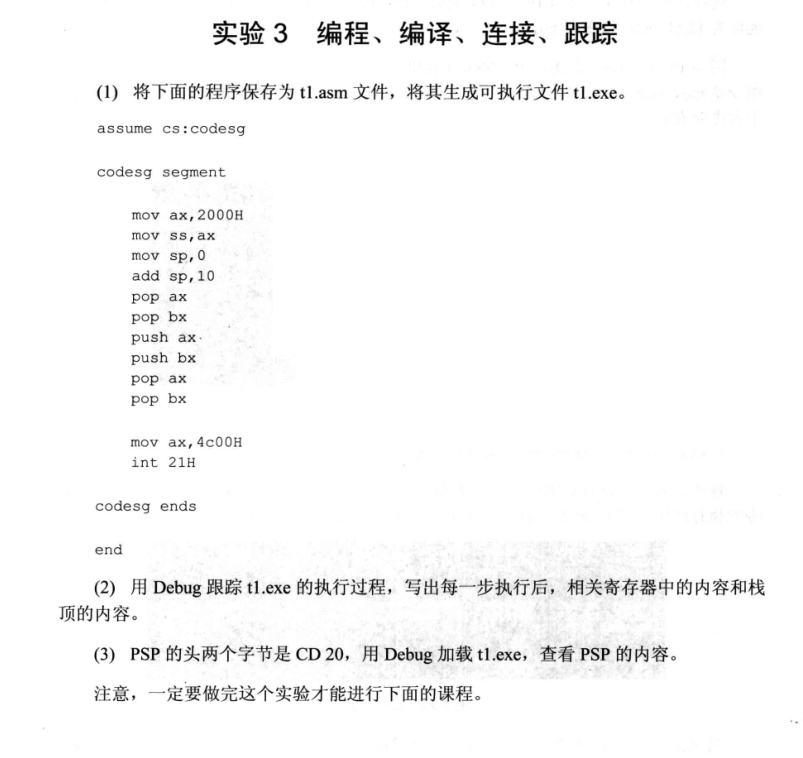 实验 3 编程、编译、连接、跟踪
(1) 将下面的程序保存为 t1.asm 文件，将其生成可执行文件 t1.exe。
assume cs:codesg
codesg segment
mov ax,2000H
mov ss,ax
mov sp,0
add sp,10
pop ax
pop bx
push ax
push bx
pop ax
pop bx
mov ax,4c00H
int 21H
codesg ends
end
(2) 用 Debug 跟踪 t1.exe 的执行过程，写出每一步执行后，相关寄存器中的内容和栈
顶的内容。
(3) PSP 的头两个字节是 CD 20，用 Debug 加载 t1.exe，查看 PSP 的内容。
注意，一定要做完这个实验才能进行下面的课程。